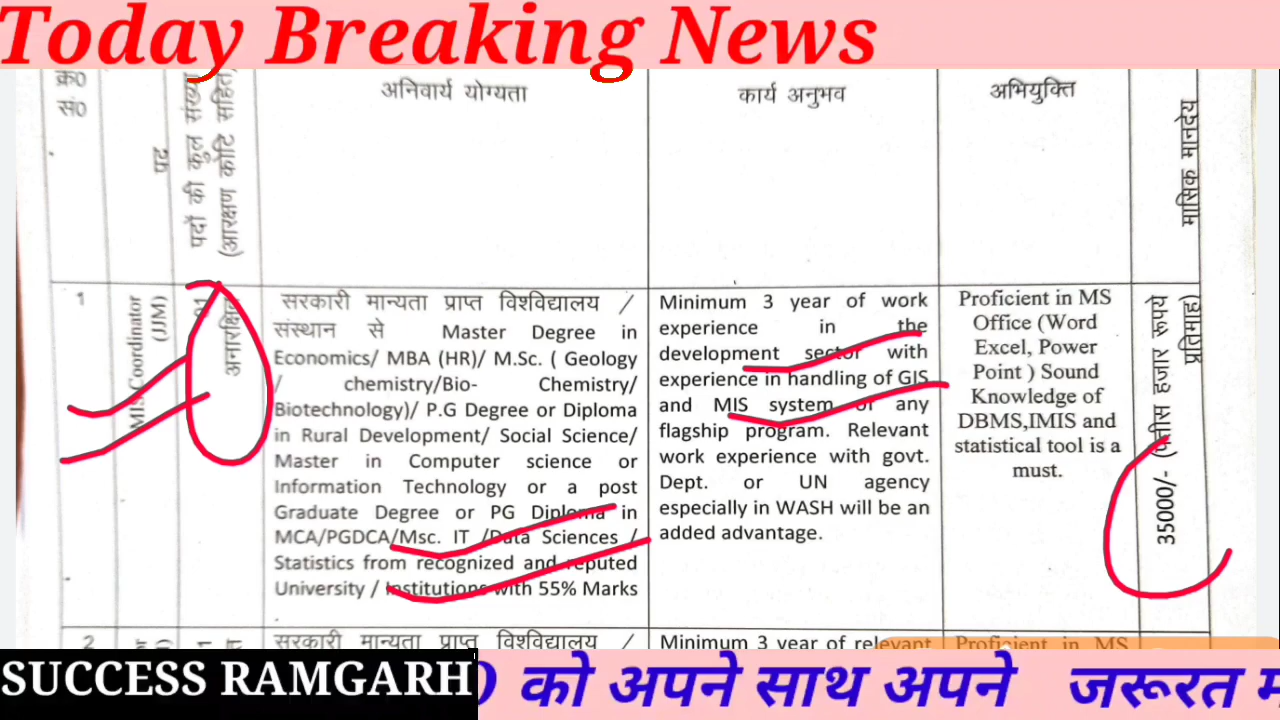 Today Breaking News
क्र0
सं0
पद
पदों की कुल संख्या
(आरक्षण कोटि सहित)
अनिवार्य योग्यता
कार्य अनुभव
अभियुक्ति
मासिक मानदेय
1
MIS Coordinator
(JJM)
01
अनारक्षित
सरकारी मान्यता प्राप्त विश्विद्यालय /
संस्थान से Master Degree in
Economics/ MBA (HR)/ M.Sc. ( Geology
/ chemistry/Bio- Chemistry/
Biotechnology)/ P.G Degree or Diploma
in Rural Development/ Social Science/
Master in Computer science or
Information Technology or a post
Graduate Degree or PG Diploma in
MCA/PGDCA/Msc. IT /Data Sciences /
Statistics from recognized and reputed
University / Institutions with 55% Marks
Minimum 3 year of work
experience in the
development sector with
experience in handling of GIS
and MIS system of any
flagship program. Relevant
work experience with govt.
Dept. or UN agency
especially in WASH will be an
added advantage.
Proficient in MS
Office (Word
Excel, Power
Point ) Sound
Knowledge of
DBMS,IMIS and
statistical tool is a
must.
35000/- (पैंतीस हजार रूपये
प्रतिमाह)
2
सरकारी मान्यता प्राप्त विश्विद्यालय /
Minimum 3 year of relevant
Proficient in MS
SUCCESS RAMGARH
को अपने साथ अपने जरूरत